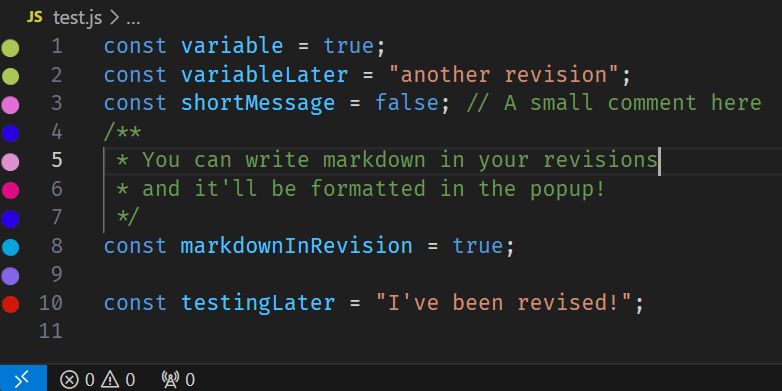 JS test.js > ...
1 const variable = true;
2 const variableLater = "another revision";
3 const shortMessage = false; // A small comment here
4 /**
5 * You can write markdown in your revisions
6 * and it'll be formatted in the popup!
7 */
8 const markdownInRevision = true;
9
10 const testingLater = "I've been revised!";
11
0 0 0